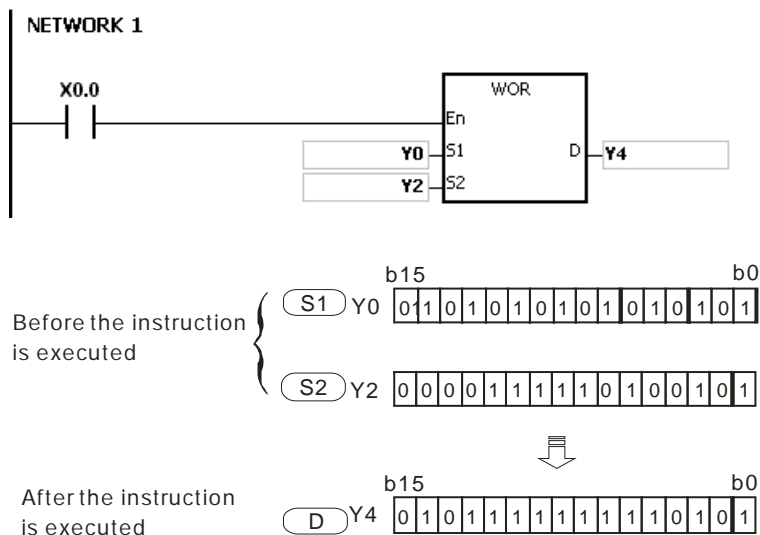 NETWORK 1
X0.0
WOR
En
Y0 S1 D Y4
Y2 S2
b15 b0
Before the instruction
is executed
S1 Y0 0 1 1 0 1 0 1 0 1 0 1 0 1 0 1 0 1
S2 Y2 0 0 0 0 1 1 1 1 1 0 1 0 0 1 0 1
b15 b0
After the instruction
is executed
D Y4 0 1 0 1 1 1 1 1 1 1 1 1 0 1 0 1